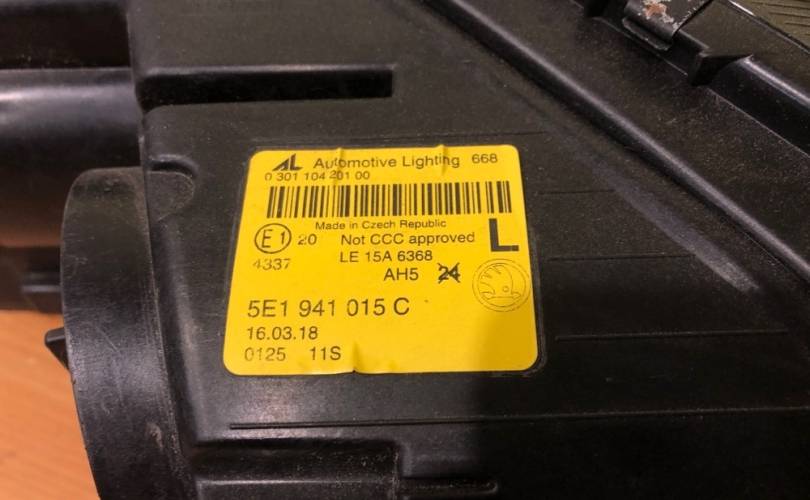 AL Automotive Lighting 668
0 301 104 201 00
Made in Czech Republic
E1 20 Not CCC approved L
4337 LE 15A 6368
AH5 24
5E1 941 015 C
16.03.18
0125 11S